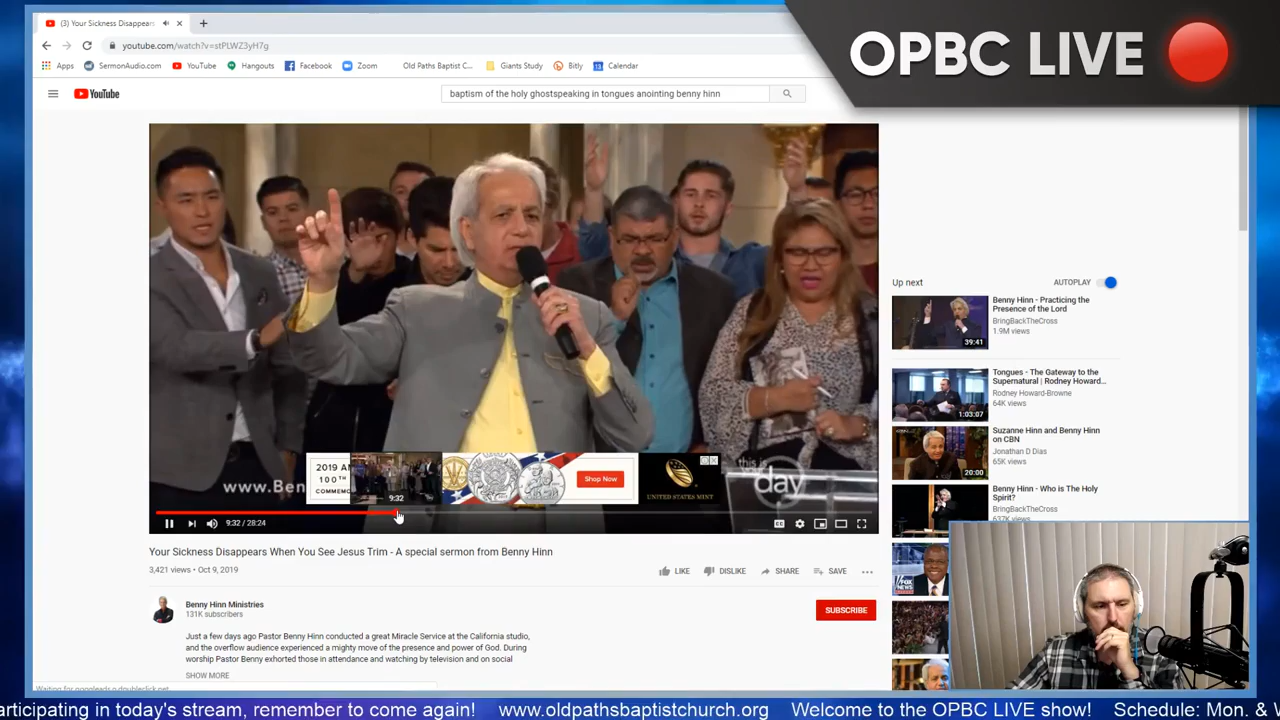 (3) Your Sickness Disappears
youtube.com/watch?v=stPLWZ3yH7g
Apps SermonAudio.com YouTube Hangouts Facebook Zoom Old Paths Baptist C... Giants Study Bitly Calendar
OPBC LIVE
YouTube
baptism of the holy ghostspeaking in tongues anointing benny hinn
2019 A
100TH
COMMEMO
Shop Now
UNITED STATES MINT
www.Ben
this is
day
9:32
9:32 / 28:24
Your Sickness Disappears When You See Jesus Trim - A special sermon from Benny Hinn
3,421 views • Oct 9, 2019
LIKE DISLIKE SHARE SAVE ...
Benny Hinn Ministries
131K subscribers
SUBSCRIBE
Just a few days ago Pastor Benny Hinn conducted a great Miracle Service at the California studio,
and the overflow audience experienced a mighty move of the presence and power of God. During
worship Pastor Benny exhorted those in attendance and watching by television and on social
SHOW MORE
Up next AUTOPLAY
Benny Hinn - Practicing the
Presence of the Lord
BringBackTheCross
1.9M views
39:41
Tongues - The Gateway to the
Supernatural | Rodney Howard...
Rodney Howard-Browne
64K views
1:03:07
Suzanne Hinn and Benny Hinn
on CBN
Jonathan D Dias
65K views
20:00
Benny Hinn - Who is The Holy
Spirit?
BringBackTheCross
637K views
FOX
NEWS
articipating in today's stream, remember to come again! www.oldpathsbaptistchurch.org Welcome to the OPBC LIVE show! Schedule: Mon. &